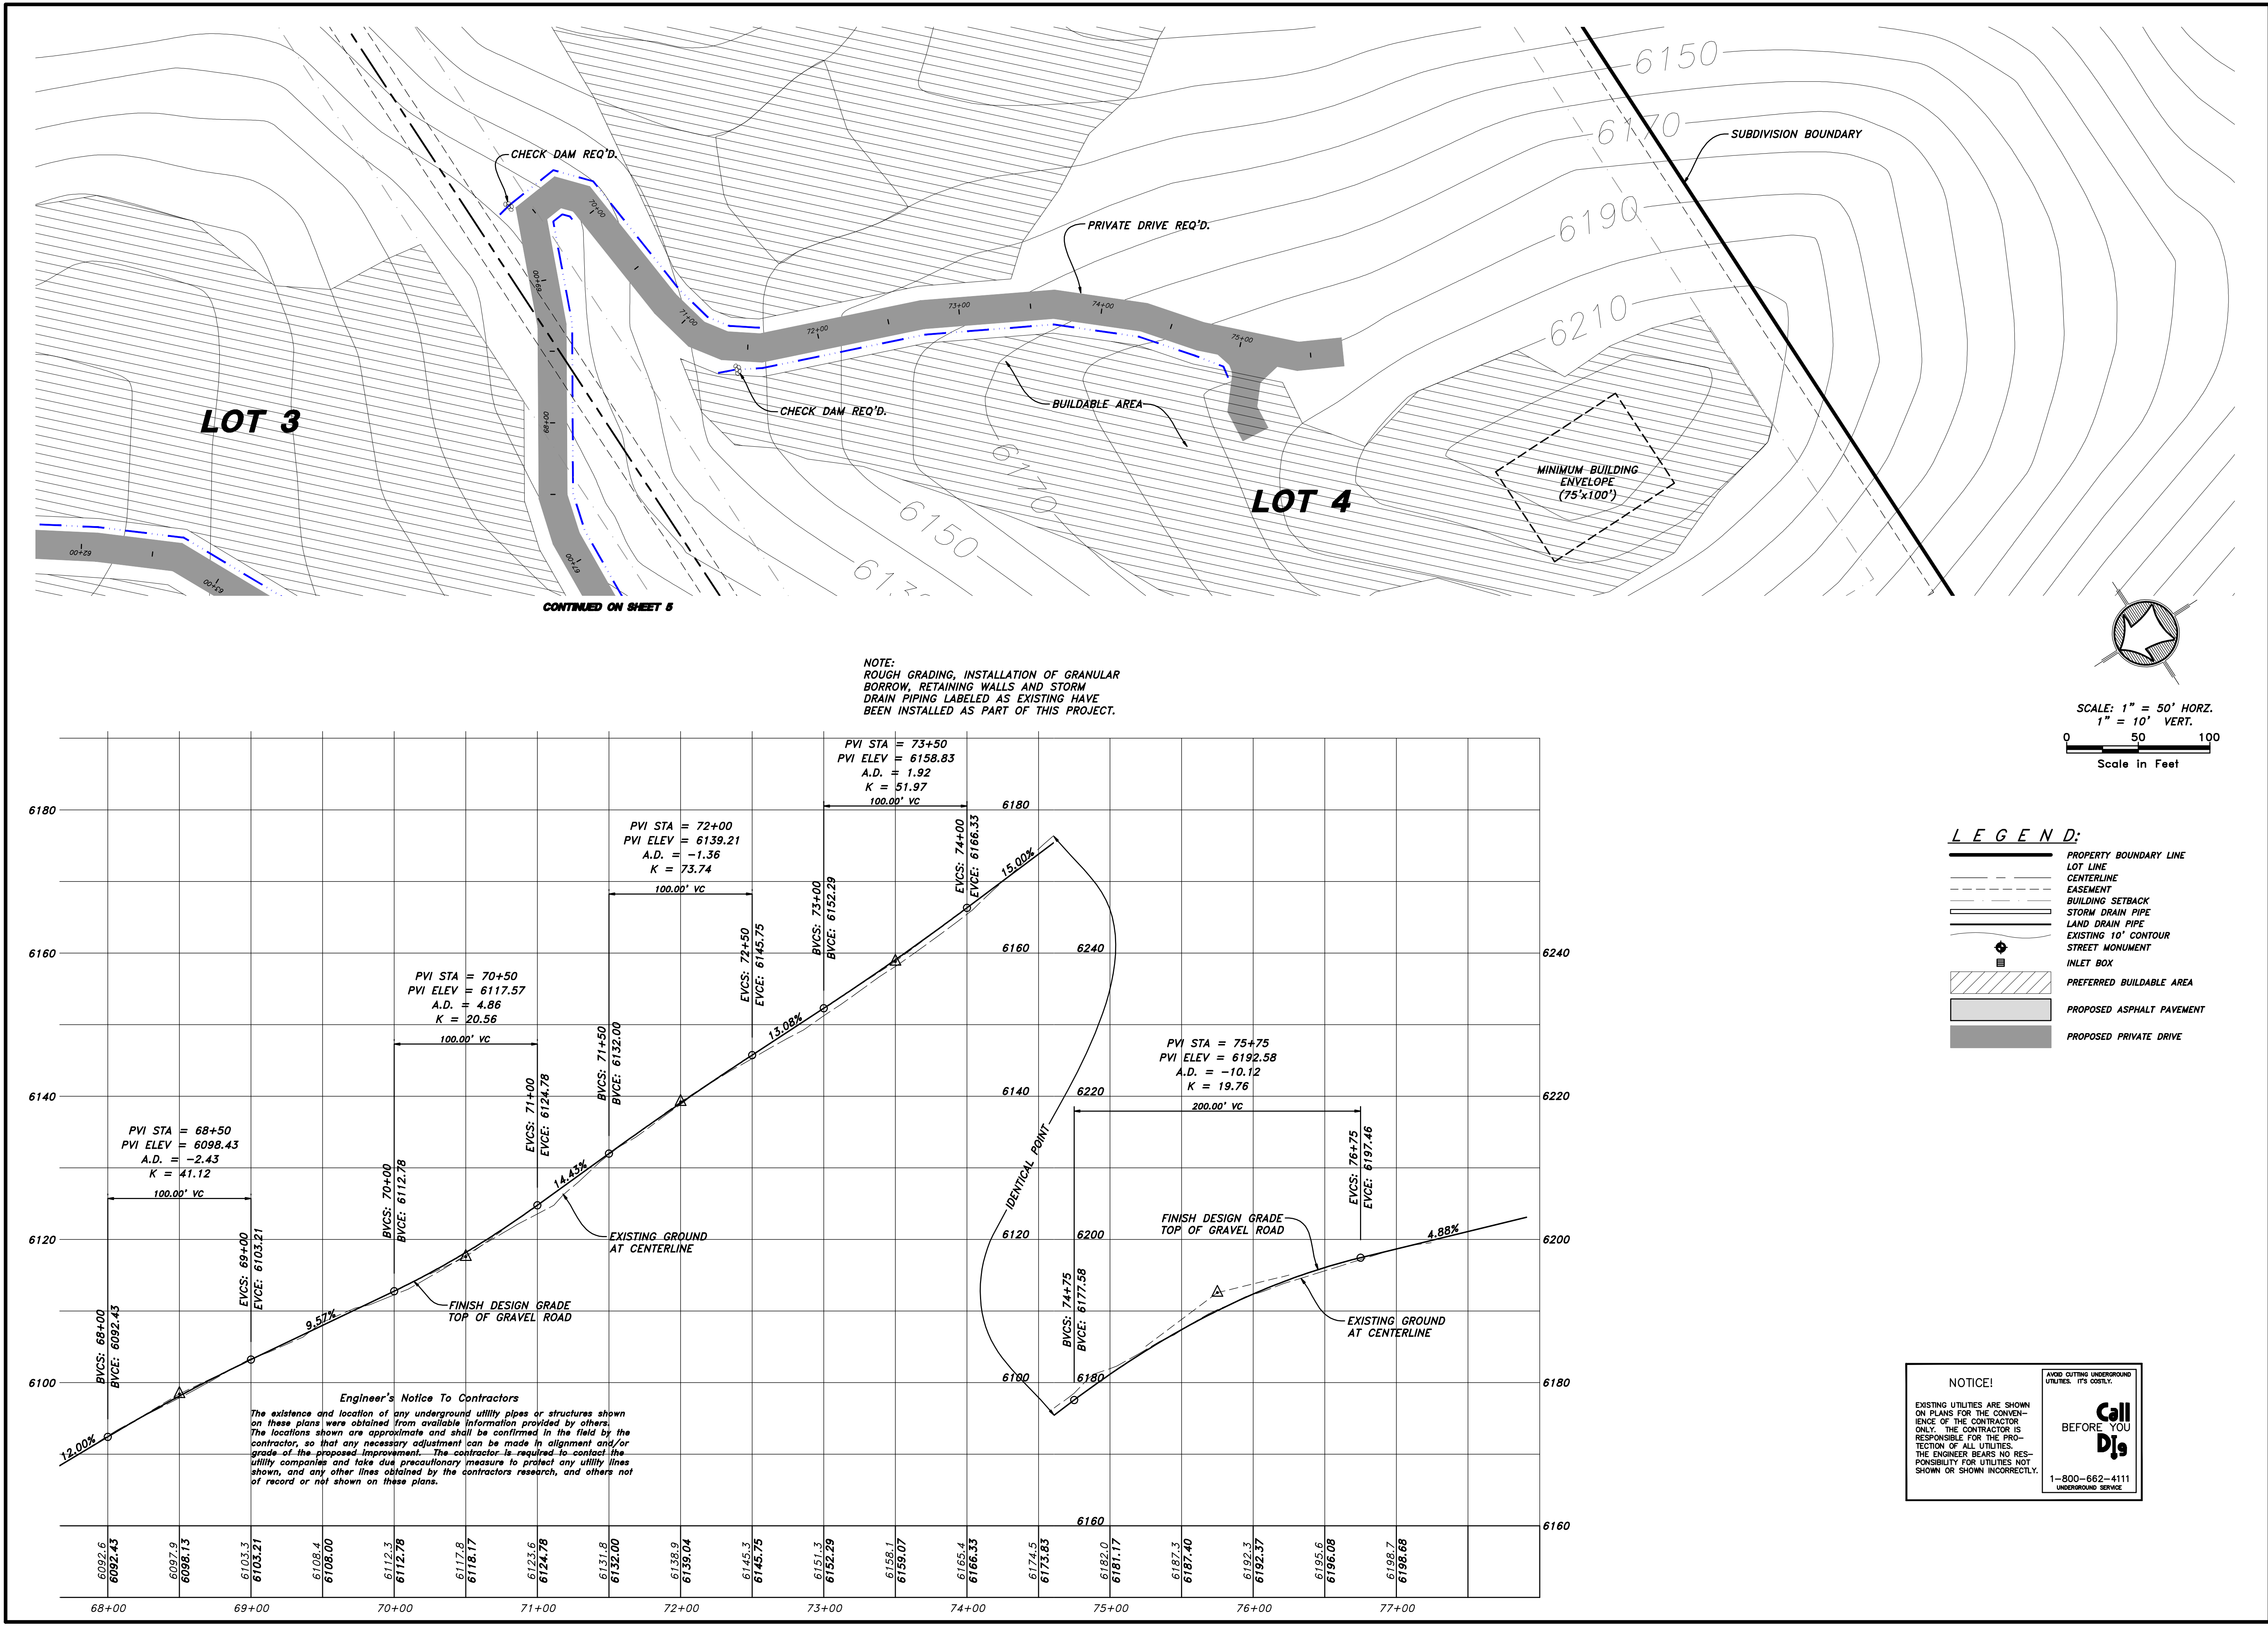 6150
6170
SUBDIVISION BOUNDARY
CHECK DAM REQ'D.
6190
70+00
PRIVATE DRIVE REQ'D.
69+00
6210
71+00
72+00
73+00
74+00
75+00
LOT 3
68+00
CHECK DAM REQ'D.
BUILDABLE AREA
6170
MINIMUM BUILDING
ENVELOPE
(75'x100')
LOT 4
6150
62+00
67+00
63+00
CONTINUED ON SHEET 5
NOTE:
ROUGH GRADING, INSTALLATION OF GRANULAR
BORROW, RETAINING WALLS AND STORM
DRAIN PIPING LABELED AS EXISTING HAVE
BEEN INSTALLED AS PART OF THIS PROJECT.
SCALE: 1" = 50' HORZ.
1" = 10' VERT.
0 50 100
Scale in Feet
L E G E N D:
PROPERTY BOUNDARY LINE
LOT LINE
CENTERLINE
EASEMENT
BUILDING SETBACK
STORM DRAIN PIPE
LAND DRAIN PIPE
EXISTING 10' CONTOUR
STREET MONUMENT
INLET BOX
PREFERRED BUILDABLE AREA
PROPOSED ASPHALT PAVEMENT
PROPOSED PRIVATE DRIVE
PVI STA = 68+50
PVI ELEV = 6098.43
A.D. = -2.43
K = 41.12
100.00' VC
BVCS: 68+00
BVCE: 6092.43
EVCS: 69+00
EVCE: 6103.21
PVI STA = 70+50
PVI ELEV = 6117.57
A.D. = 4.86
K = 20.56
100.00' VC
BVCS: 70+00
BVCE: 6112.78
EVCS: 71+00
EVCE: 6124.78
PVI STA = 72+00
PVI ELEV = 6139.21
A.D. = -1.36
K = 73.74
100.00' VC
BVCS: 71+50
BVCE: 6132.00
EVCS: 72+50
EVCE: 6145.75
PVI STA = 73+50
PVI ELEV = 6158.83
A.D. = 1.92
K = 51.97
100.00' VC
BVCS: 73+00
BVCE: 6152.29
EVCS: 74+00
EVCE: 6166.33
PVI STA = 75+75
PVI ELEV = 6192.58
A.D. = -10.12
K = 19.76
200.00' VC
BVCS: 74+75
BVCE: 6177.58
EVCS: 76+75
EVCE: 6197.46
12.00%
9.57%
14.43%
13.08%
15.00%
4.88%
FINISH DESIGN GRADE
TOP OF GRAVEL ROAD
EXISTING GROUND
AT CENTERLINE
IDENTICAL POINT
FINISH DESIGN GRADE
TOP OF GRAVEL ROAD
EXISTING GROUND
AT CENTERLINE
6180
6160
6140
6120
6100
6180
6160 6240
6140 6220
6120 6200
6100 6180
6160
6240
6220
6200
6180
6160
Engineer's Notice To Contractors
The existence and location of any underground utility pipes or structures shown
on these plans were obtained from available information provided by others.
The locations shown are approximate and shall be confirmed in the field by the
contractor, so that any necessary adjustment can be made in alignment and/or
grade of the proposed improvement. The contractor is required to contact the
utility companies and take due precautionary measure to protect any utility lines
shown, and any other lines obtained by the contractors research, and others not
of record or not shown on these plans.
6092.6
6092.43
6097.9
6098.13
6103.3
6103.21
6108.4
6108.00
6112.3
6112.78
6117.8
6118.17
6123.6
6124.78
6131.8
6132.00
6138.9
6139.04
6145.3
6145.75
6151.3
6152.29
6158.1
6159.07
6165.4
6166.33
6174.5
6173.83
6182.0
6181.17
6187.3
6187.40
6192.3
6192.37
6195.6
6196.08
6198.7
6198.68
68+00 69+00 70+00 71+00 72+00 73+00 74+00 75+00 76+00 77+00
NOTICE!
EXISTING UTILITIES ARE SHOWN
ON PLANS FOR THE CONVEN-
IENCE OF THE CONTRACTOR
ONLY. THE CONTRACTOR IS
RESPONSIBLE FOR THE PRO-
TECTION OF ALL UTILITIES.
THE ENGINEER BEARS NO RES-
PONSIBILITY FOR UTILITIES NOT
SHOWN OR SHOWN INCORRECTLY.
AVOID CUTTING UNDERGROUND
UTILITIES. IT'S COSTLY.
Call
BEFORE YOU
Dig
1-800-662-4111
UNDERGROUND SERVICE